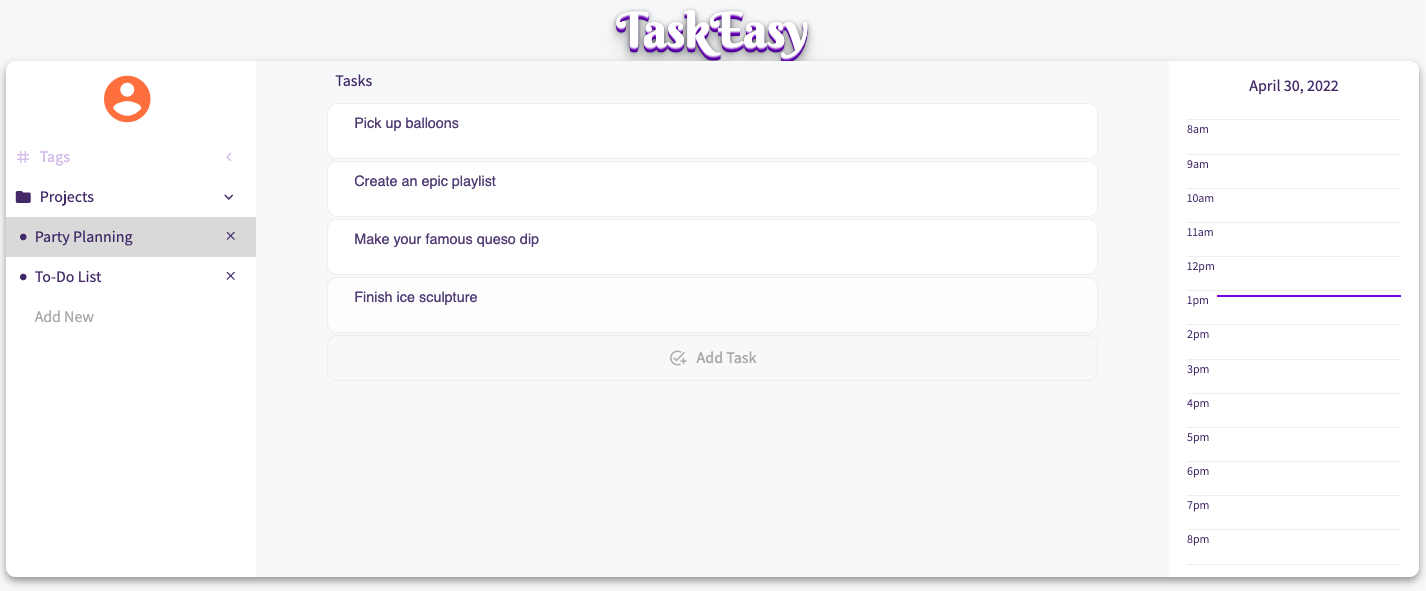 TaskEasy
Tags
Projects
Party Planning
To-Do List
Add New
Tasks
Pick up balloons
Create an epic playlist
Make your famous queso dip
Finish ice sculpture
Add Task
April 30, 2022
8am
9am
10am
11am
12pm
1pm
2pm
3pm
4pm
5pm
6pm
7pm
8pm